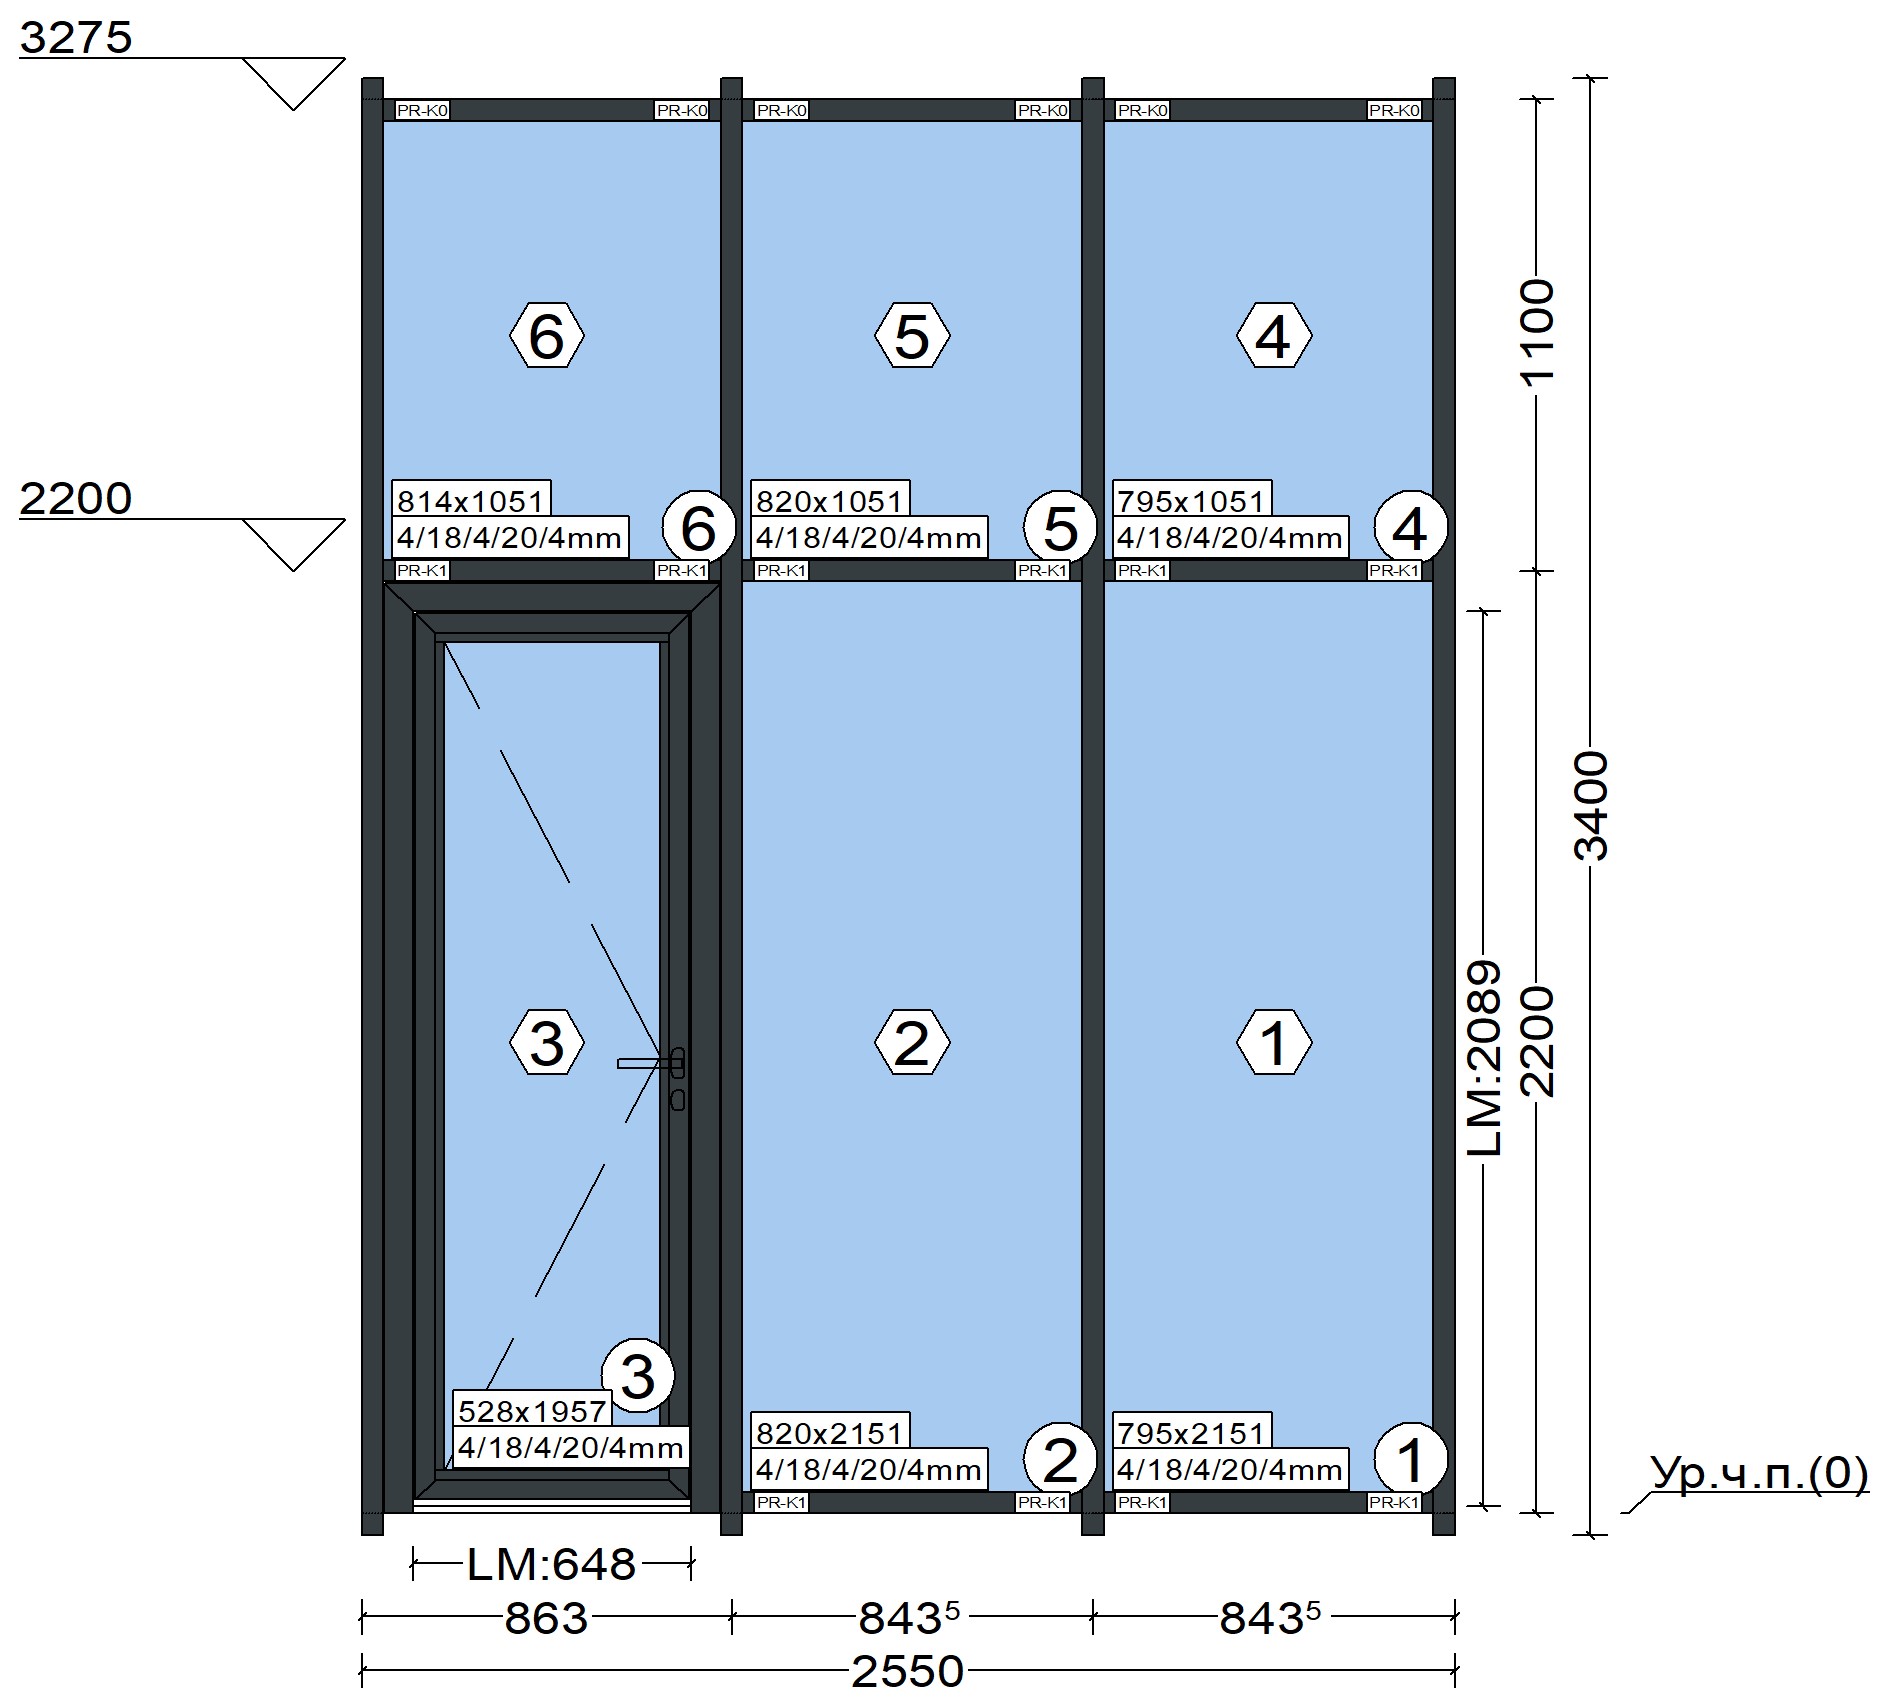 3275
PR-K0 PR-K0 PR-K0 PR-K0 PR-K0 PR-K0
1100
6 5 4
2200
814x1051 6 820x1051 5 795x1051 4
4/18/4/20/4mm 4/18/4/20/4mm 4/18/4/20/4mm
PR-K1 PR-K1 PR-K1 PR-K1 PR-K1 PR-K1
3400
LM:2089
2200
3 2 1
3
528x1957
4/18/4/20/4mm
820x2151 2 795x2151 1
4/18/4/20/4mm 4/18/4/20/4mm
PR-K1 PR-K1 PR-K1 PR-K1
Ур.ч.п.(0)
LM:648
863 843⁵ 843⁵
2550